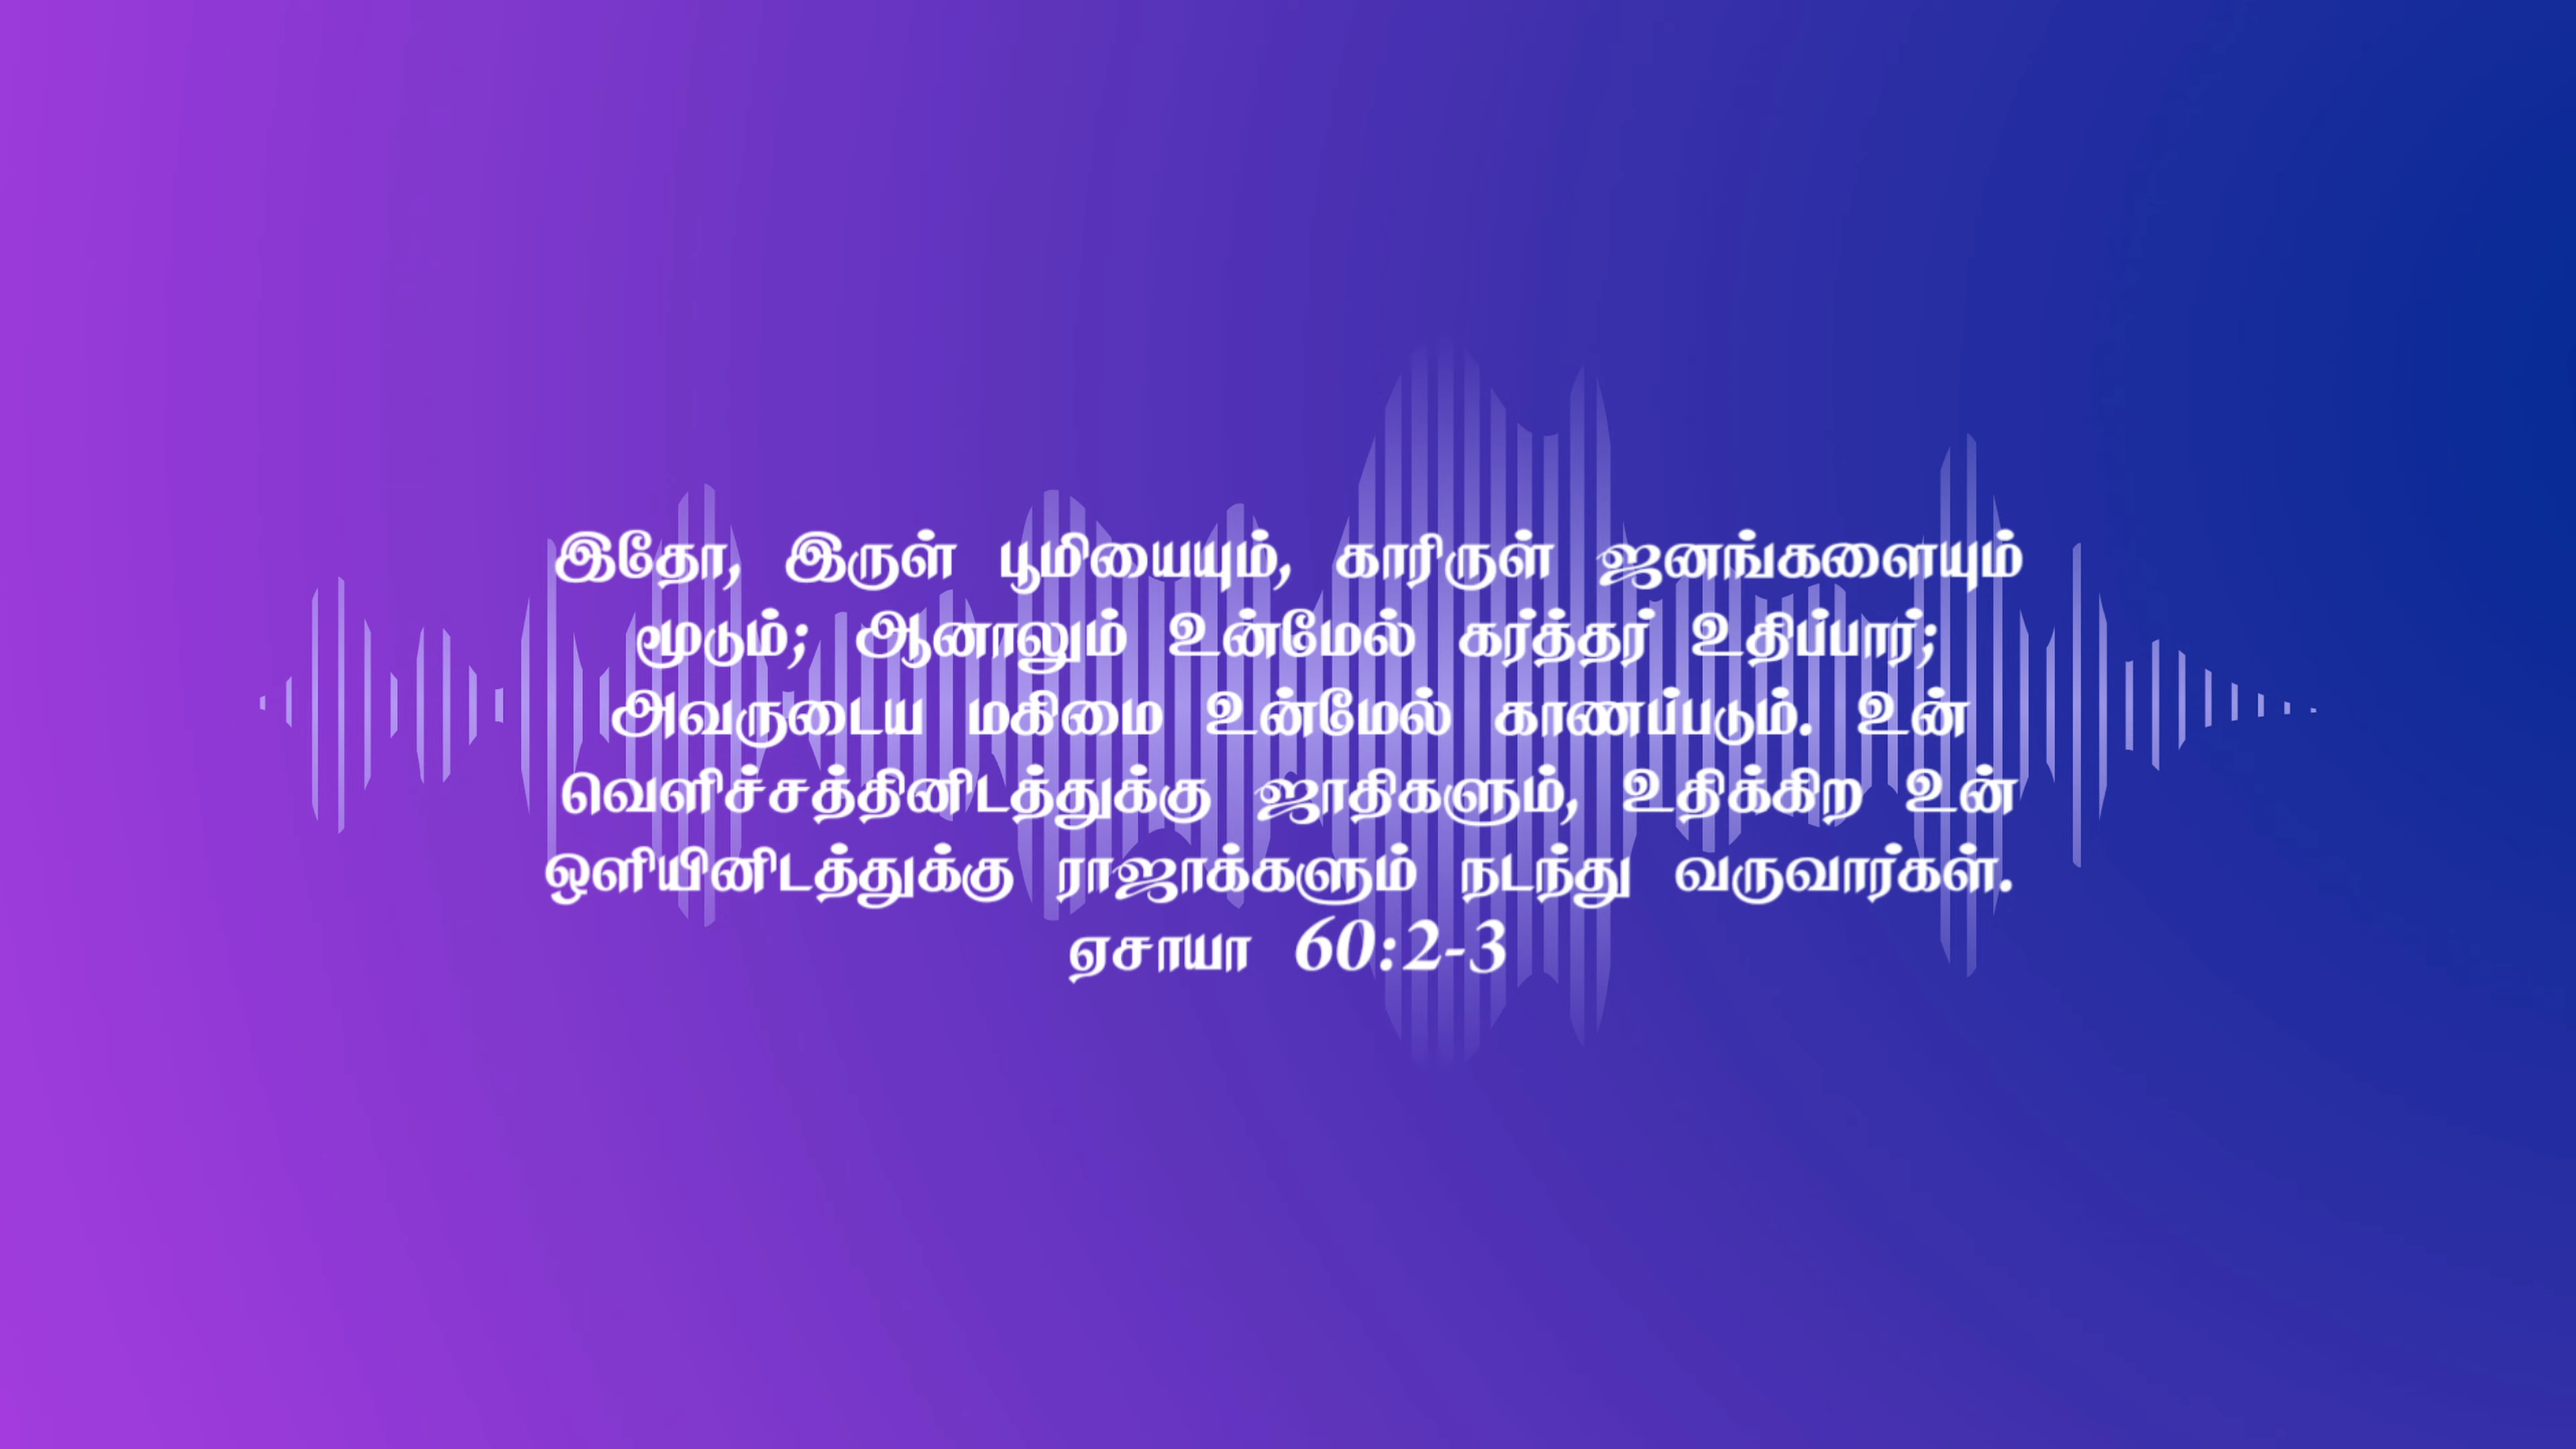 இதோ, இருள் பூமியையும், காரிருள் ஜனங்களையும்
மூடும்; ஆனாலும் உன்மேல் கர்த்தர் உதிப்பார்;
அவருடைய மகிமை உன்மேல் காணப்படும். உன்
வெளிச்சத்தினிடத்துக்கு ஜாதிகளும், உதிக்கிற உன்
ஒளியினிடத்துக்கு ராஜாக்களும் நடந்து வருவார்கள்.
ஏசாயா 60:2-3